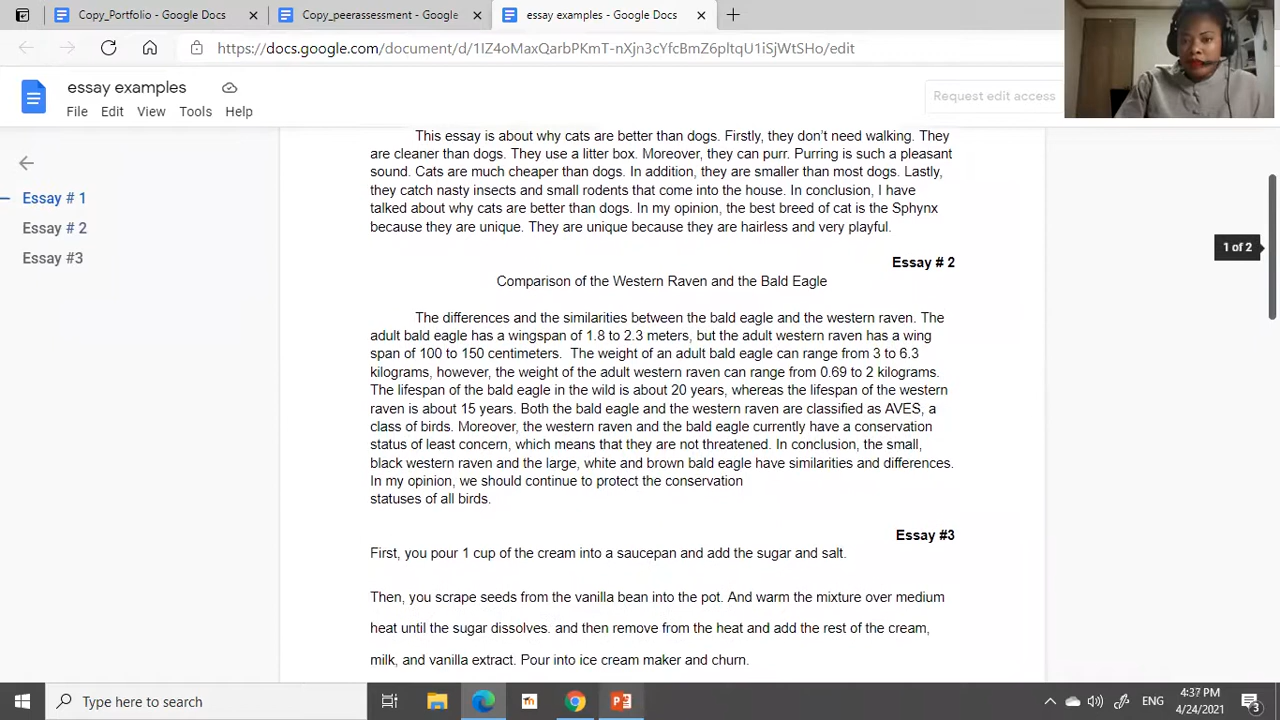 Copy_Portfolio - Google Docs
Copy_peerassessment - Google
essay examples - Google Docs
https://docs.google.com/document/d/1IZ4oMaxQarbPKmT-nXjn3cYfcBmZ6pltqU1iSjWtSHo/edit
essay examples
File Edit View Tools Help
Request edit access
Essay # 1
Essay # 2
Essay #3
This essay is about why cats are better than dogs. Firstly, they don't need walking. They
are cleaner than dogs. They use a litter box. Moreover, they can purr. Purring is such a pleasant
sound. Cats are much cheaper than dogs. In addition, they are smaller than most dogs. Lastly,
they catch nasty insects and small rodents that come into the house. In conclusion, I have
talked about why cats are better than dogs. In my opinion, the best breed of cat is the Sphynx
because they are unique. They are unique because they are hairless and very playful.
1 of 2
Essay # 2
Comparison of the Western Raven and the Bald Eagle
The differences and the similarities between the bald eagle and the western raven. The
adult bald eagle has a wingspan of 1.8 to 2.3 meters, but the adult western raven has a wing
span of 100 to 150 centimeters.  The weight of an adult bald eagle can range from 3 to 6.3
kilograms, however, the weight of the adult western raven can range from 0.69 to 2 kilograms.
The lifespan of the bald eagle in the wild is about 20 years, whereas the lifespan of the western
raven is about 15 years. Both the bald eagle and the western raven are classified as AVES, a
class of birds. Moreover, the western raven and the bald eagle currently have a conservation
status of least concern, which means that they are not threatened. In conclusion, the small,
black western raven and the large, white and brown bald eagle have similarities and differences.
In my opinion, we should continue to protect the conservation
statuses of all birds.
Essay #3
First, you pour 1 cup of the cream into a saucepan and add the sugar and salt.
Then, you scrape seeds from the vanilla bean into the pot. And warm the mixture over medium
heat until the sugar dissolves. and then remove from the heat and add the rest of the cream,
milk, and vanilla extract. Pour into ice cream maker and churn.
Type here to search
ENG
4:37 PM
4/24/2021
3